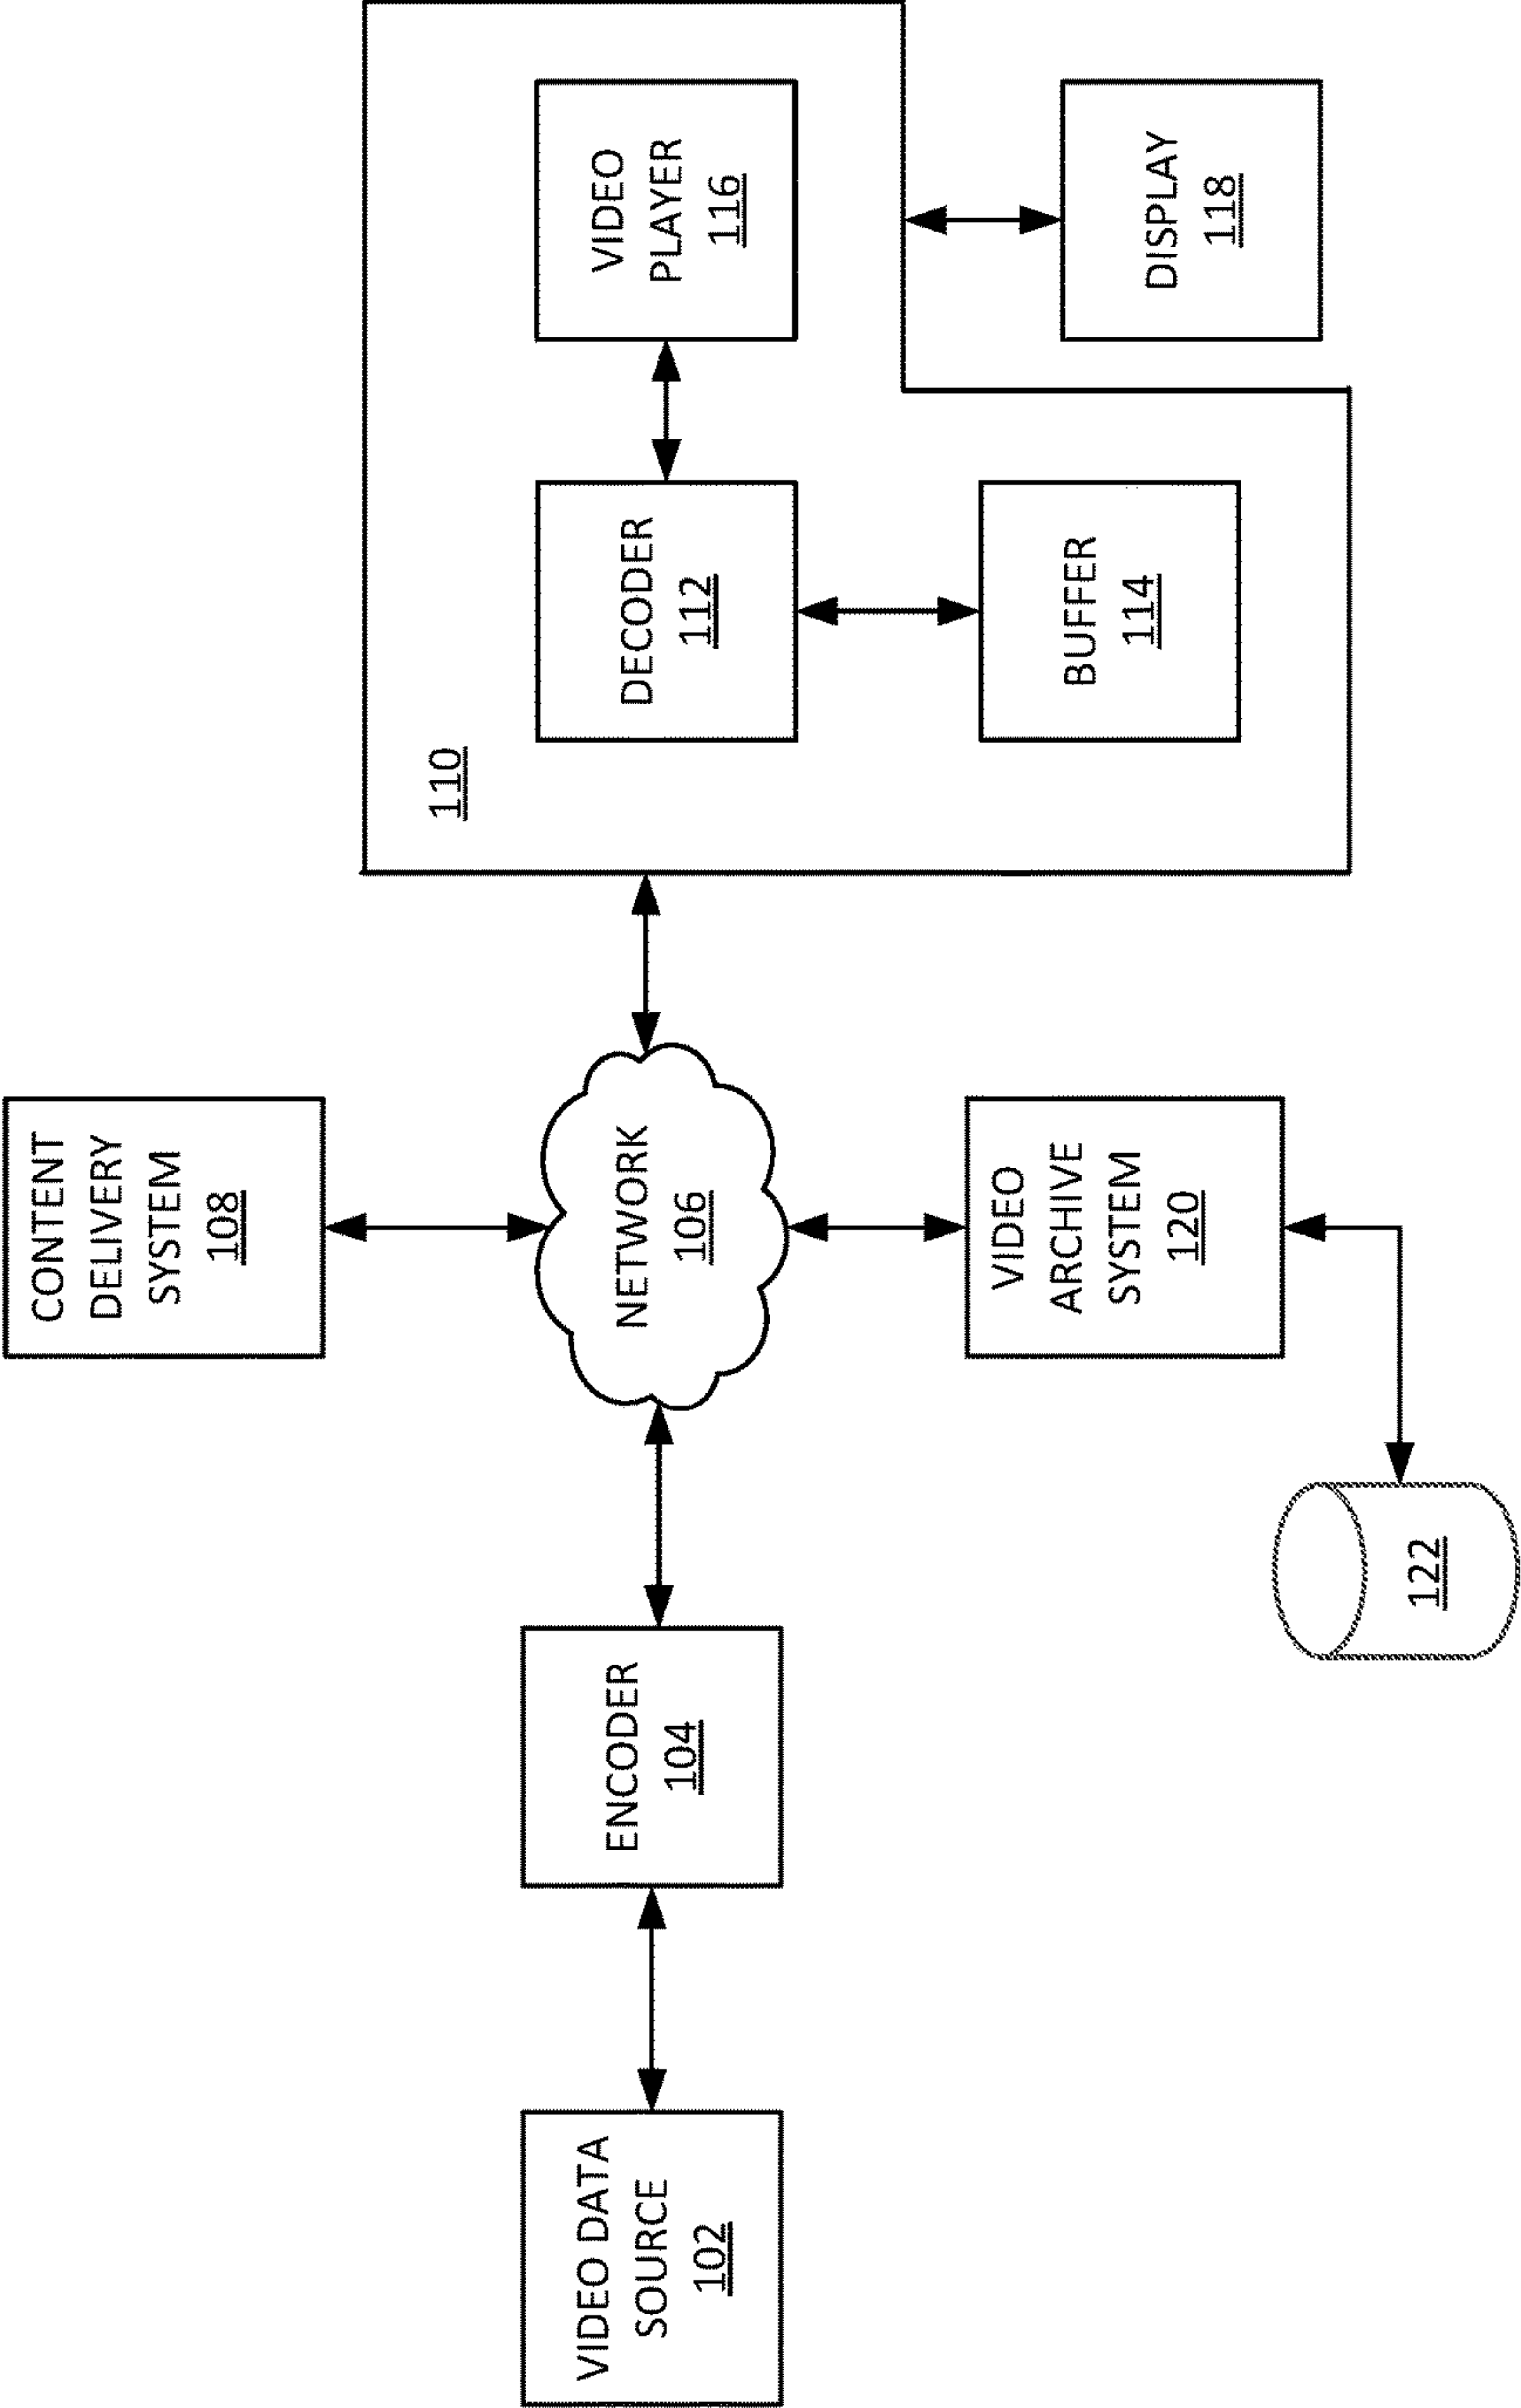 CONTENT
DELIVERY
SYSTEM
108
VIDEO DATA
SOURCE
102
ENCODER
104
NETWORK
106
110
DECODER
112
VIDEO
PLAYER
116
BUFFER
114
DISPLAY
118
VIDEO
ARCHIVE
SYSTEM
120
122